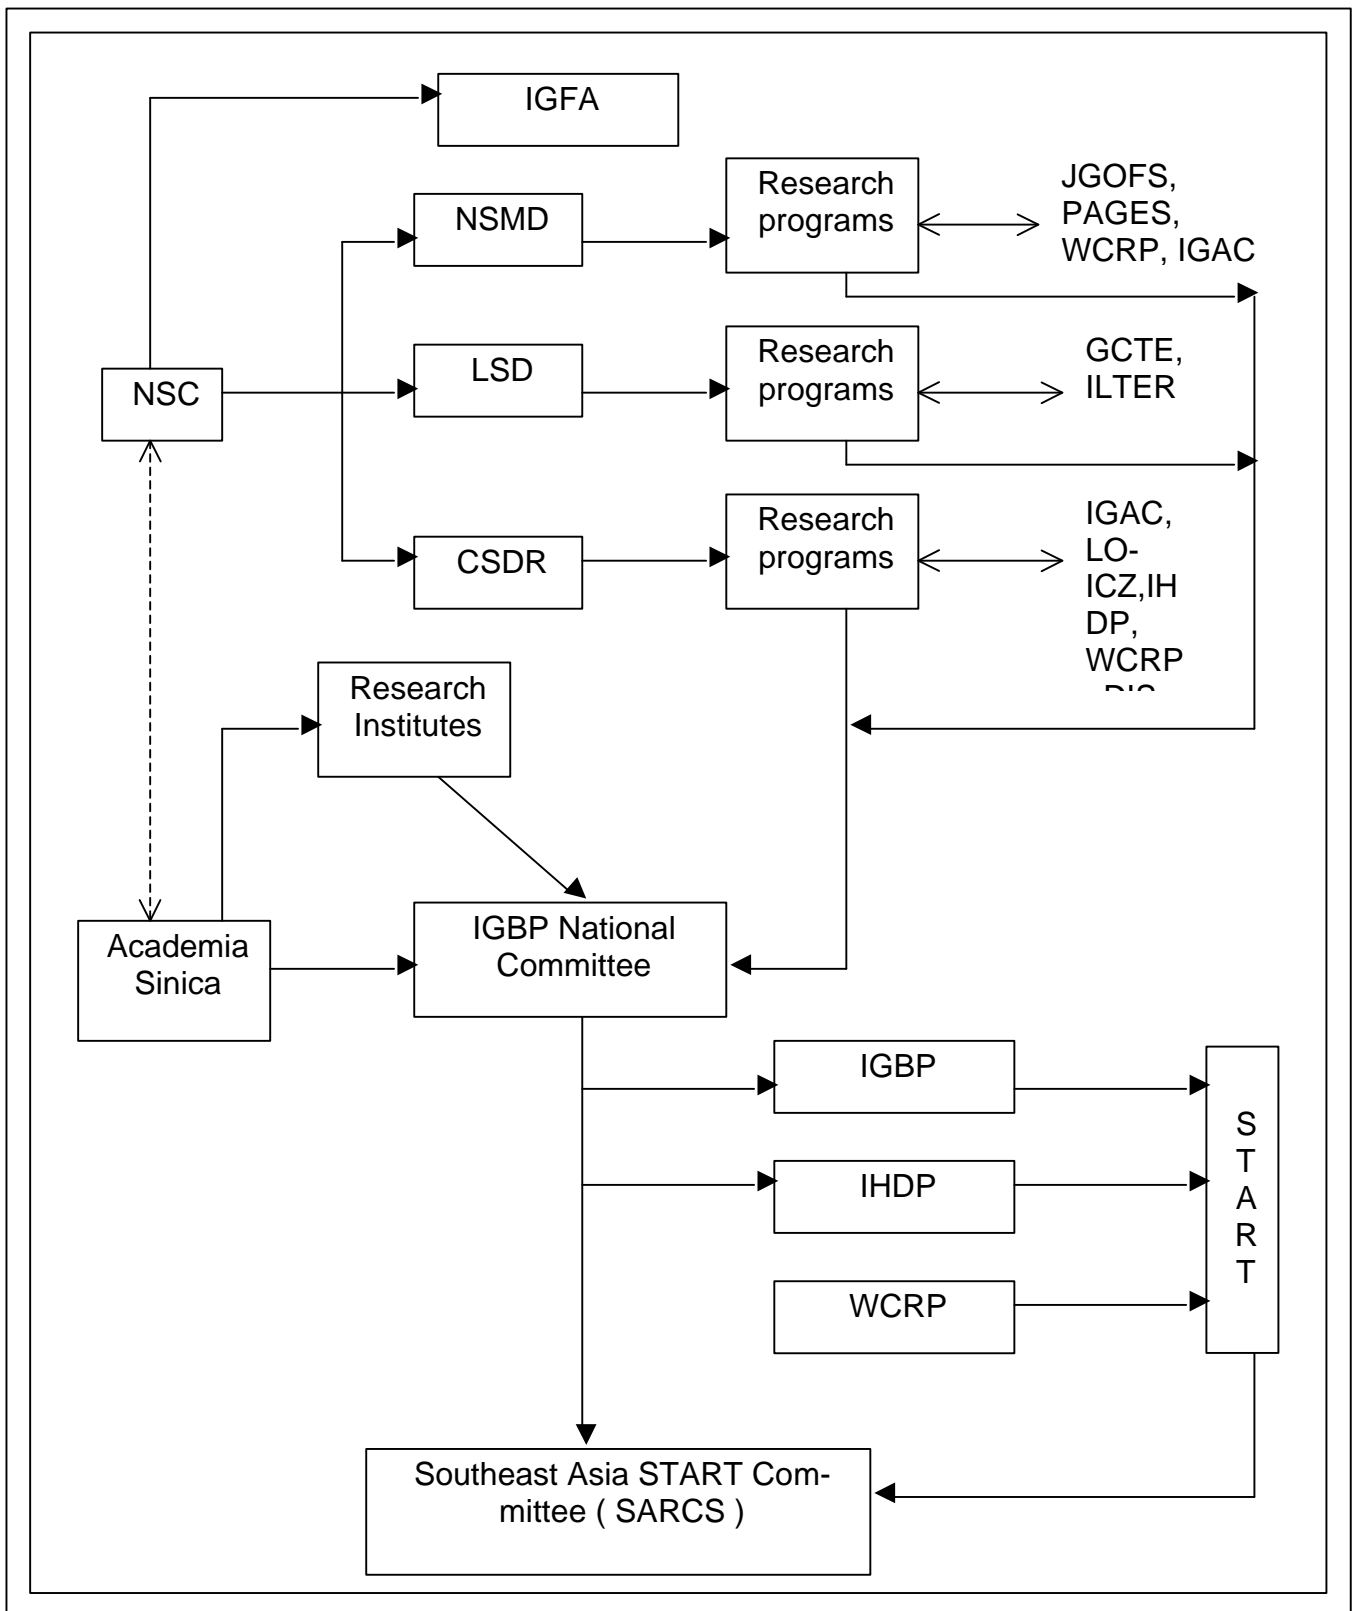 IGFA
Research
programs
JGOFS,
PAGES,
WCRP, IGAC
NSMD
Research
programs
GCTE,
ILTER
LSD
NSC
Research
programs
IGAC,
LO-
ICZ,IH
DP,
WCRP
CSDR
Research
Institutes
Academia
Sinica
IGBP National
Committee
IGBP
IHDP
WCRP
S
T
A
R
T
Southeast Asia START Com-
mittee ( SARCS )